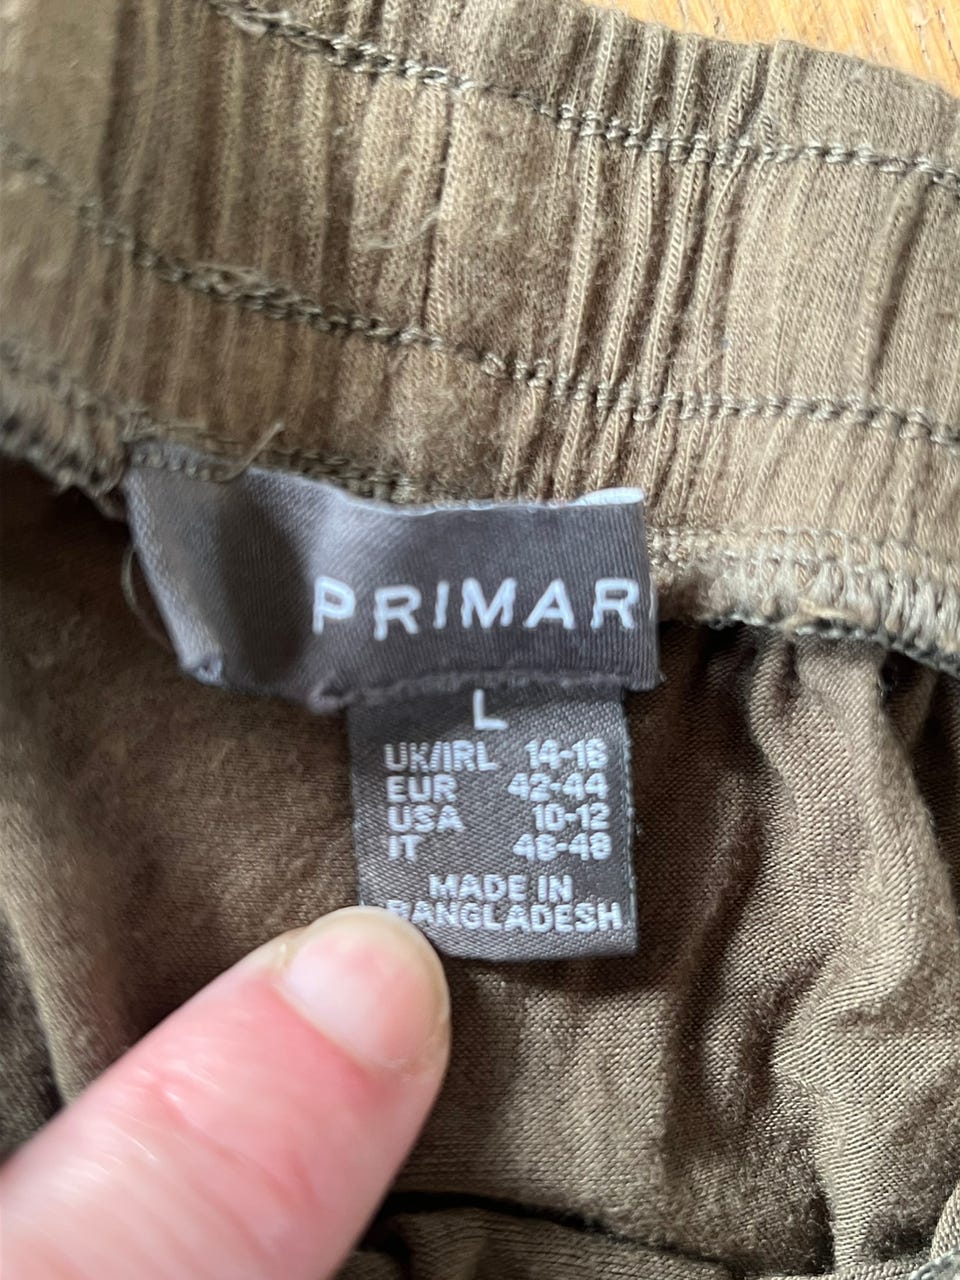 PRIMAR
L
UK/IRL 14-16
EUR 42-44
USA 10-12
IT 46-48
MADE IN
BANGLADESH